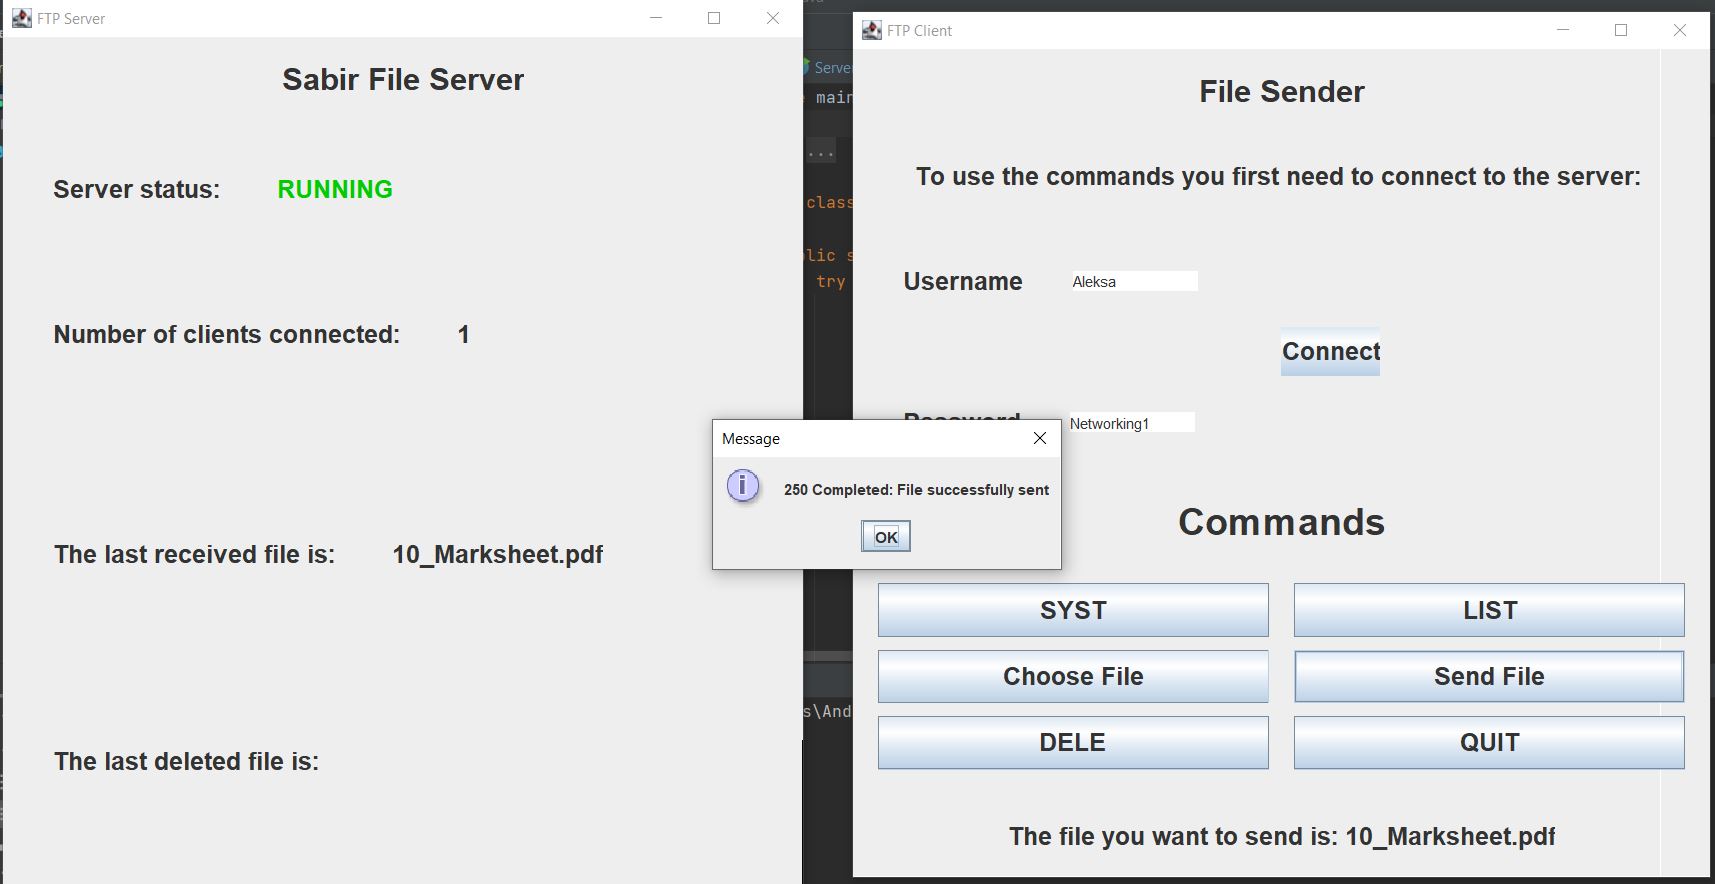 FTP Server
Sabir File Server
Server status: RUNNING
Number of clients connected: 1
The last received file is: 10_Marksheet.pdf
The last deleted file is:
Server
main
...
class
lic s
try
s\And
FTP Client
File Sender
To use the commands you first need to connect to the server:
Username Aleksa
Connect
Password Networking1
Message
250 Completed: File successfully sent
OK
Commands
SYST LIST
Choose File Send File
DELE QUIT
The file you want to send is: 10_Marksheet.pdf